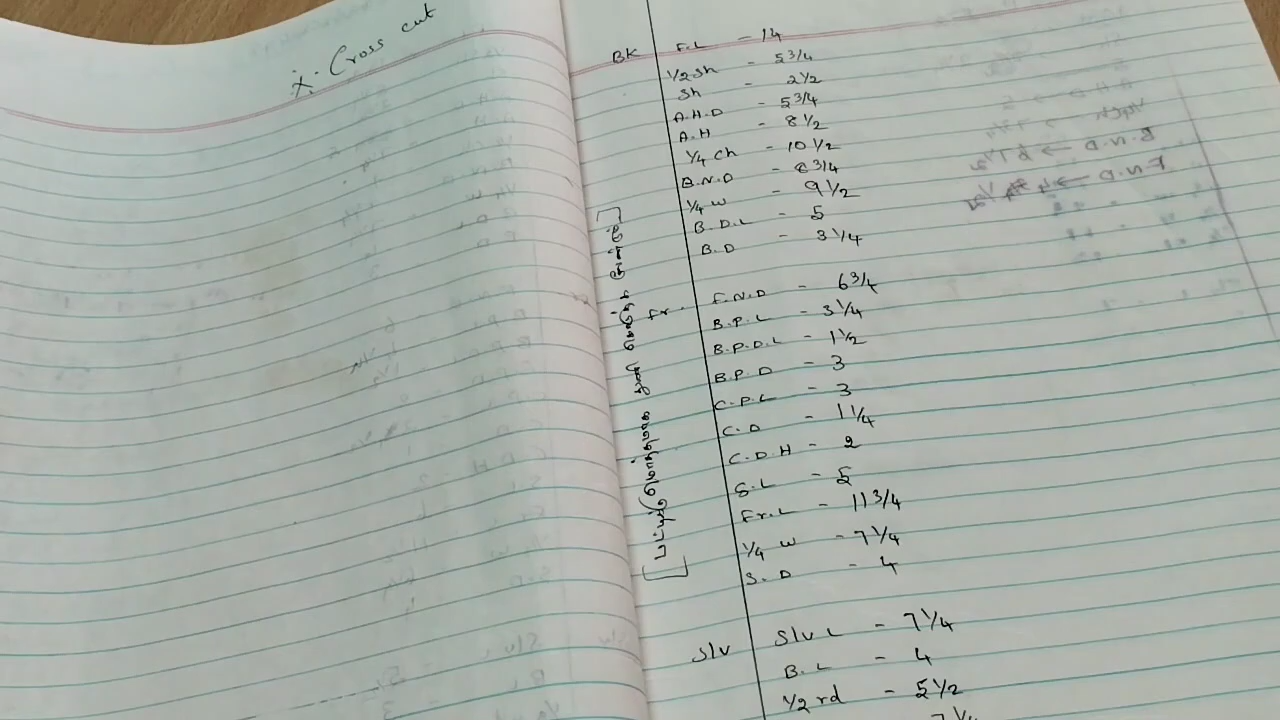 X. Cross cut
BK F.L - 14
1/2 Sh - 5 3/4
Sh - 2 1/2
A.H.D - 5 3/4
A.H - 8 1/2
1/4 Ch - 10 1/2
B.N.D - 6 3/4
1/4 W - 9 1/2
B.D.L - 5
B.D - 3 1/4
Fr. F.N.D - 6 3/4
B.P.L - 3 1/4
B.P.D.L - 1 1/2
B.P.D - 3
C.P.L - 3
C.D - 1 1/4
C.D.H - 2
S.L - 5
Fr.L - 11 3/4
1/4 W - 7 1/4
S.D - 4
Slv Slv L - 7 1/4
B.L - 4
1/2 rd - 5 1/2